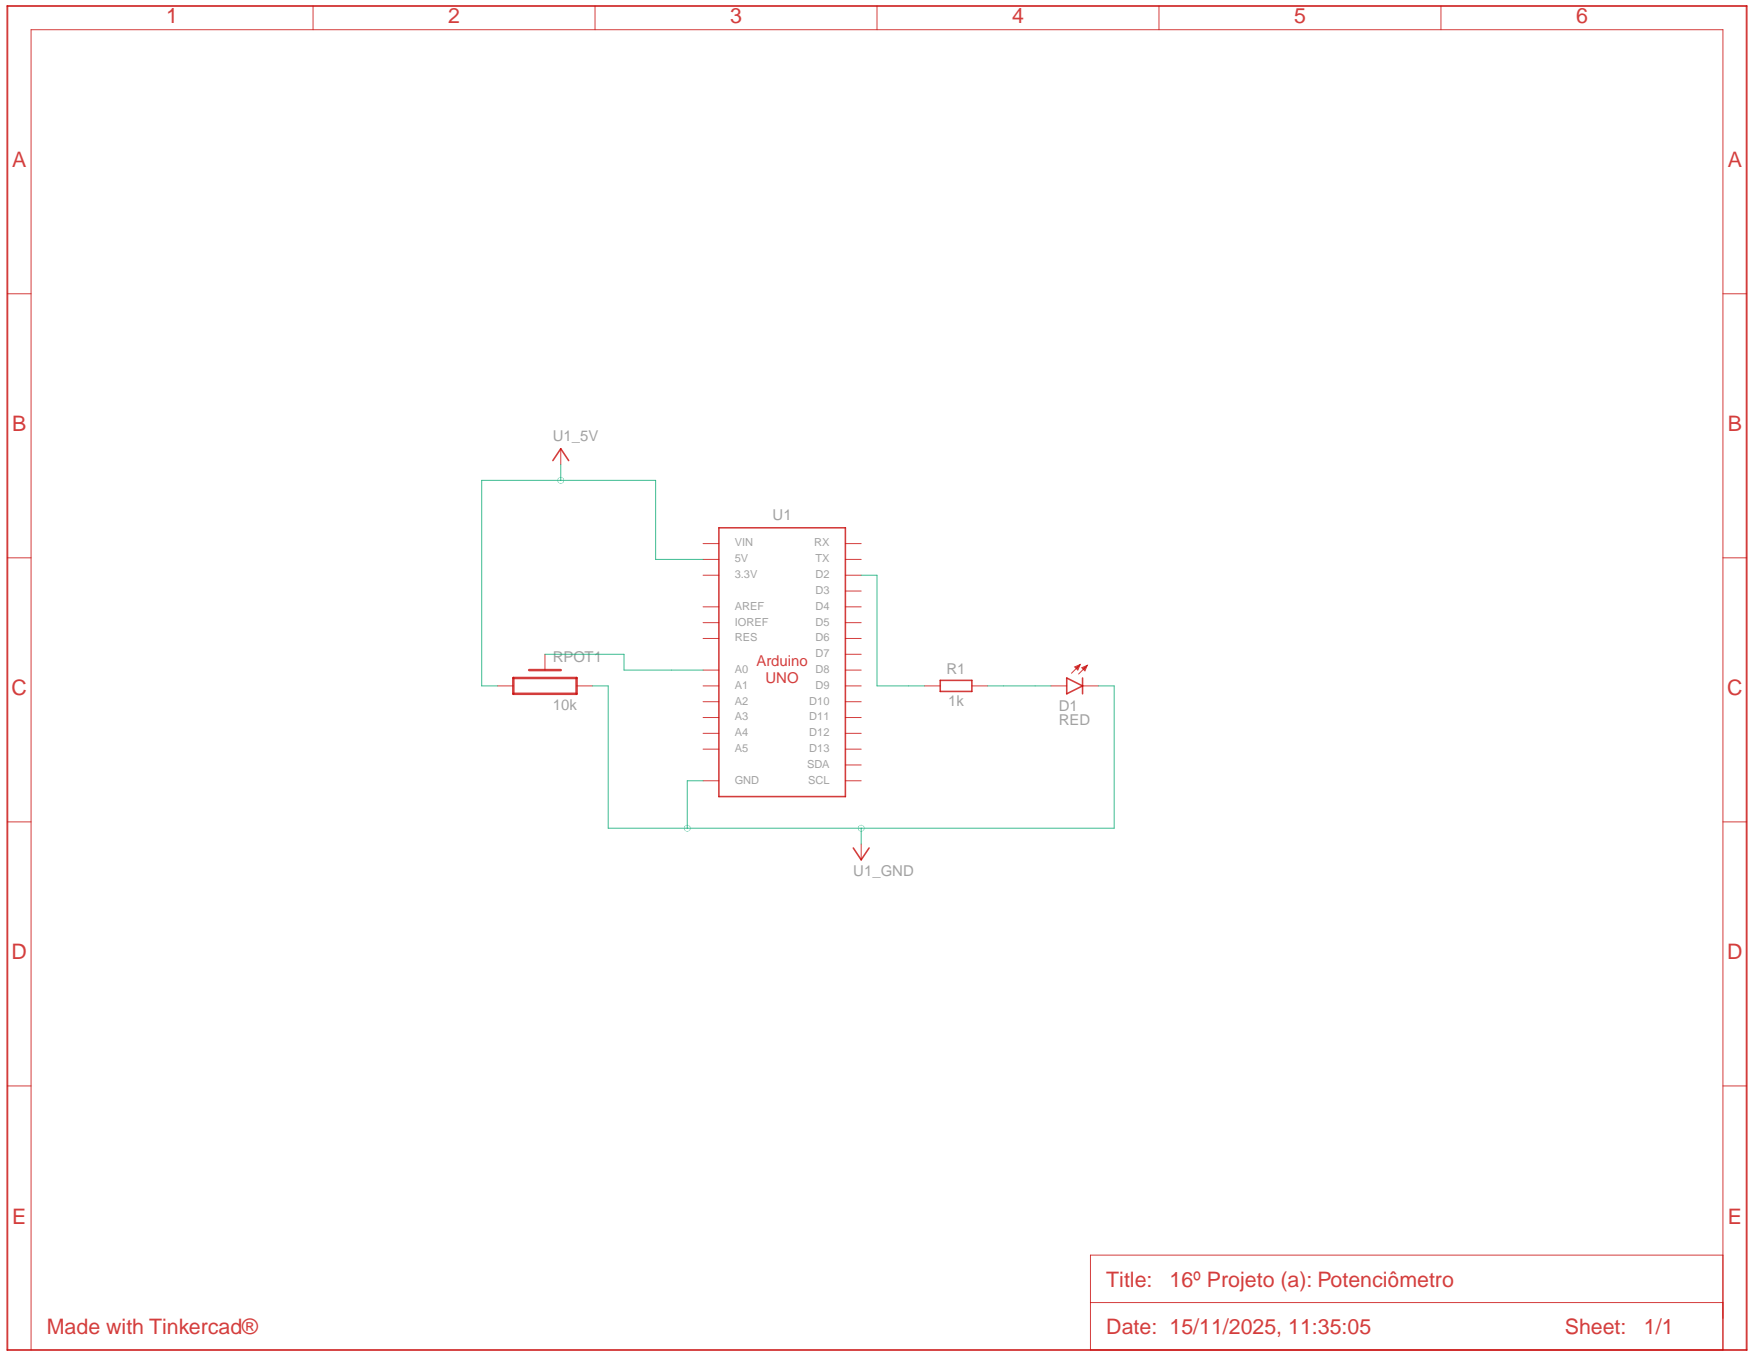 1 2 3 4 5 6
A A
B B
U1_5V
U1
VIN RX
5V TX
3.3V D2
D3
AREF D4
IOREF D5
RES D6
D7
RPOT1
A0 Arduino D8
A1 UNO D9
A2 D10
A3 D11
A4 D12
A5 D13
SDA
GND SCL
C C
10k
R1
1k
D1
RED
U1_GND
D D
E E
Title: 16º Projeto (a): Potenciômetro
Made with Tinkercad®
Date: 15/11/2025, 11:35:05 Sheet: 1/1